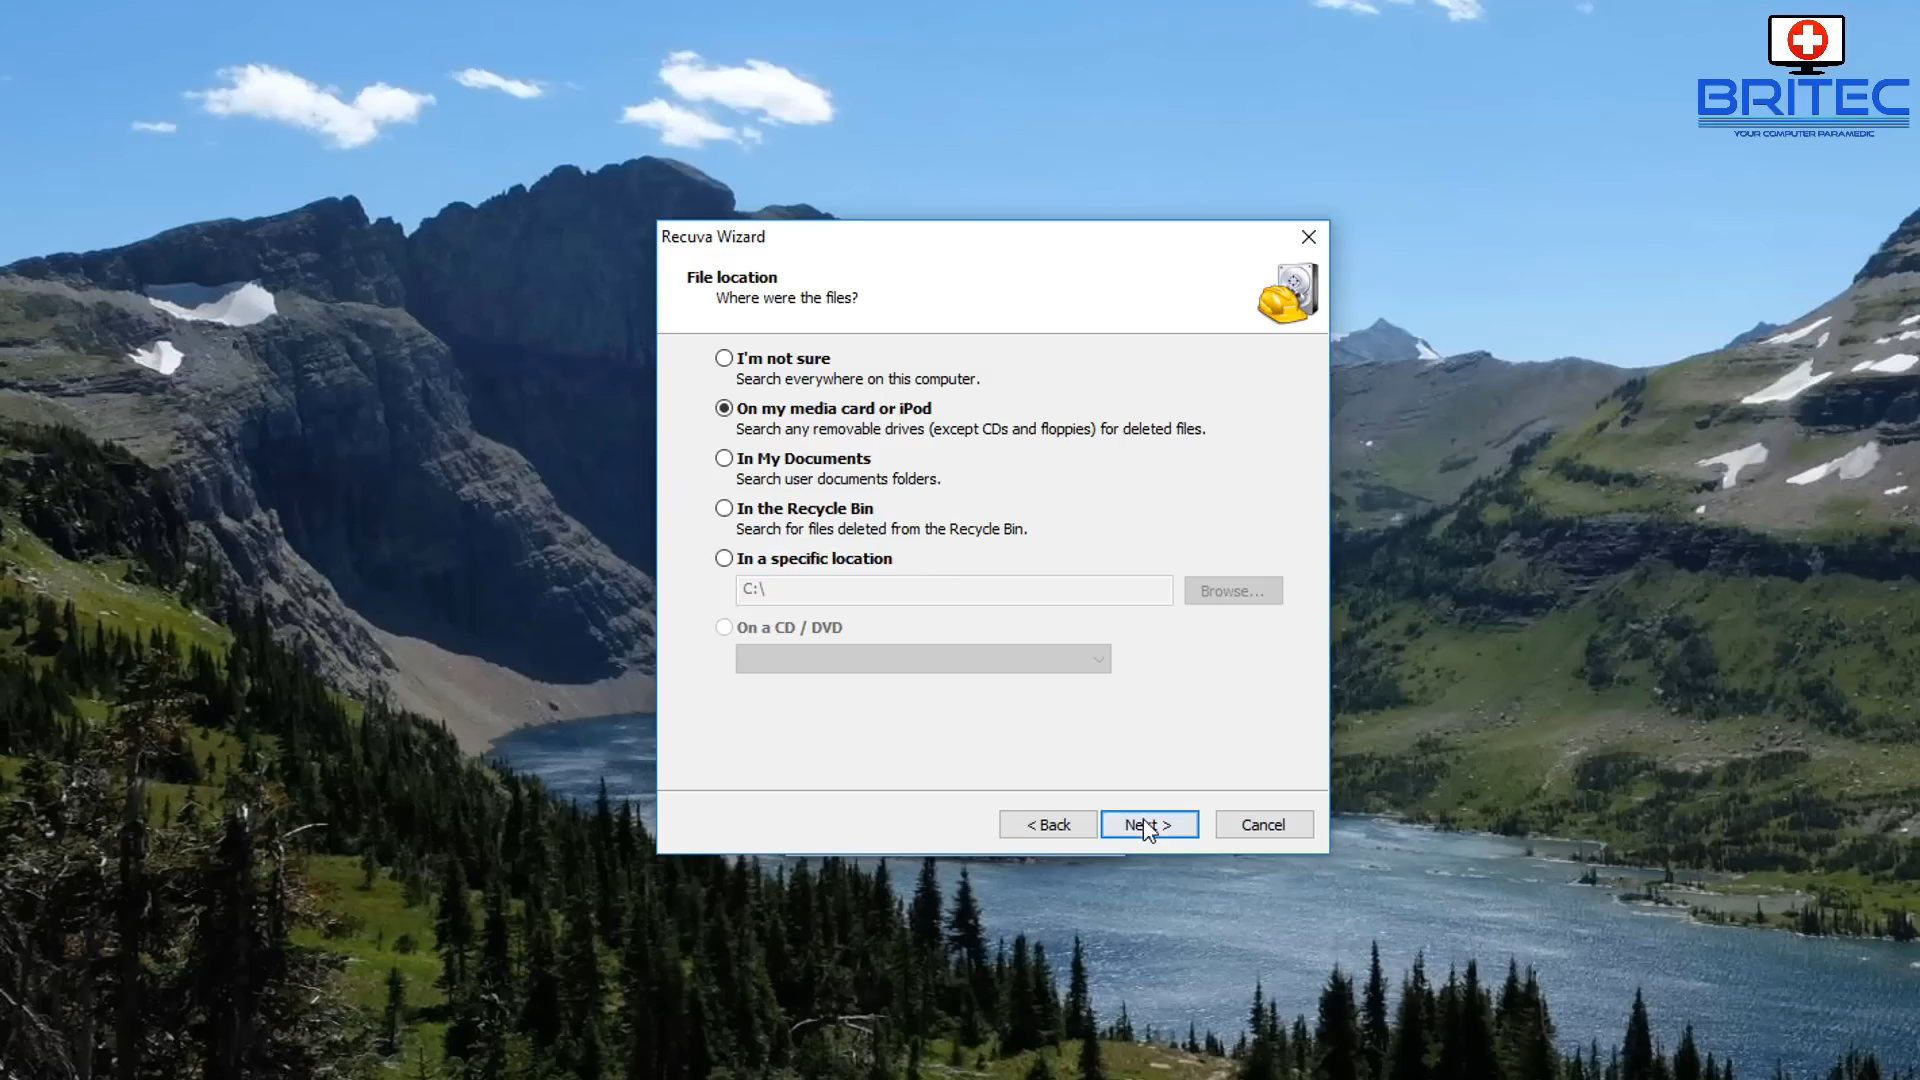 BRITEC
YOUR COMPUTER PARAMEDIC
Recuva Wizard
File location
Where were the files?
I'm not sure
Search everywhere on this computer.
On my media card or iPod
Search any removable drives (except CDs and floppies) for deleted files.
In My Documents
Search user documents folders.
In the Recycle Bin
Search for files deleted from the Recycle Bin.
In a specific location
C:\
Browse...
On a CD / DVD
< Back
Next >
Cancel